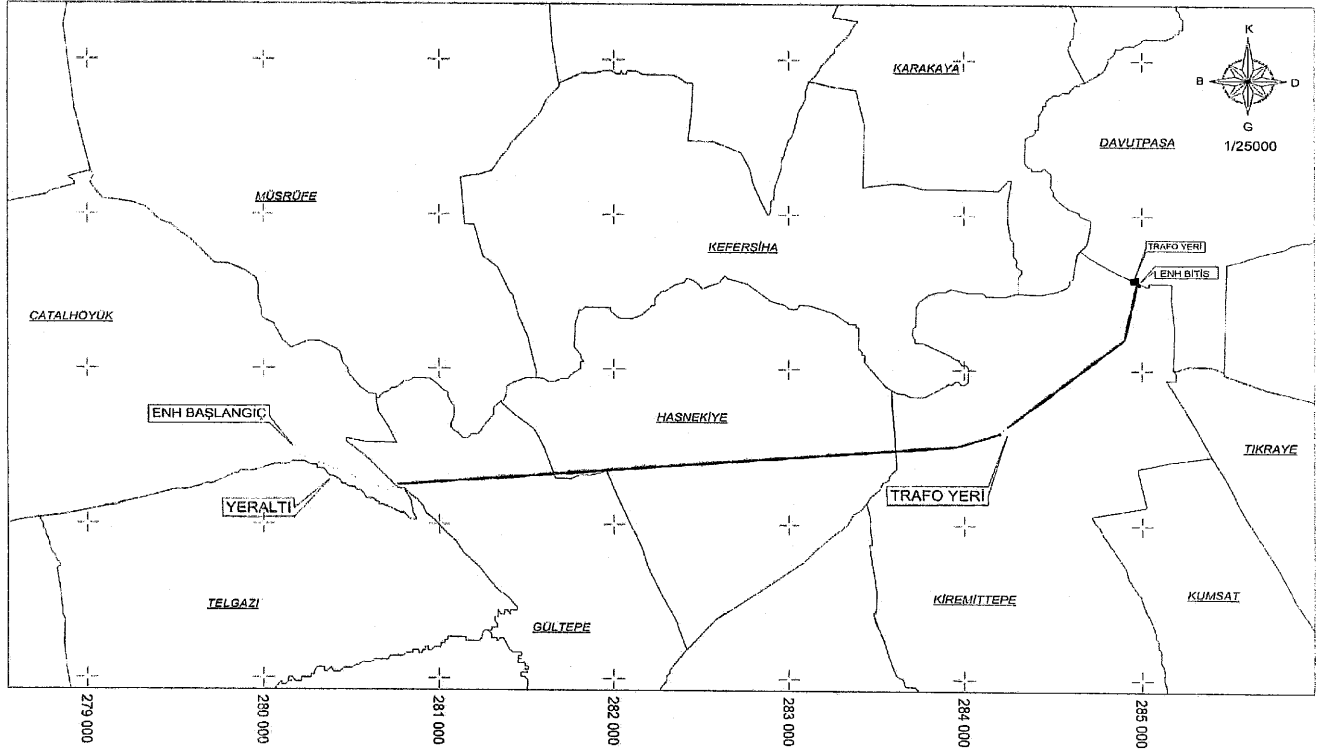 K
KARAKAYA
B
D
G
1/25000
DAVUTPAŞA
MÜSRÜFE
KEFERŞİHA
TRAFO YERİ
ENH BİTİŞ
ÇATALHÖYÜK
ENH BAŞLANGIÇ
HASNEKİYE
TIKRAYE
YERALTI
TRAFO YERİ
TELGAZI
KİREMİTTEPE
KUMSAT
GÜLTEPE
279 000
280 000
281 000
282 000
283 000
284 000
285 000